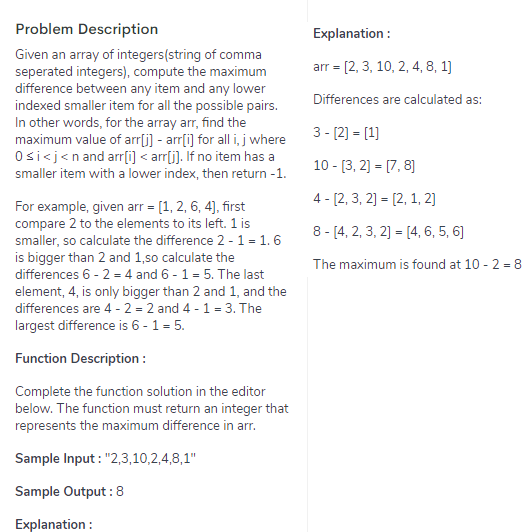 Problem Description
Given an array of integers(string of comma
seperated integers), compute the maximum
difference between any item and any lower
indexed smaller item for all the possible pairs.
In other words, for the array arr, find the
maximum value of arr[j] - arr[i] for all i, j where
0 ≤ i < j < n and arr[i] < arr[j]. If no item has a
smaller item with a lower index, then return -1.
For example, given arr = [1, 2, 6, 4], first
compare 2 to the elements to its left. 1 is
smaller, so calculate the difference 2 - 1 = 1. 6
is bigger than 2 and 1,so calculate the
differences 6 - 2 = 4 and 6 - 1 = 5. The last
element, 4, is only bigger than 2 and 1, and the
differences are 4 - 2 = 2 and 4 - 1 = 3. The
largest difference is 6 - 1 = 5.
Function Description :
Complete the function solution in the editor
below. The function must return an integer that
represents the maximum difference in arr.
Sample Input : "2,3,10,2,4,8,1"
Sample Output : 8
Explanation :
Explanation :
arr = [2, 3, 10, 2, 4, 8, 1]
Differences are calculated as:
3 - [2] = [1]
10 - [3, 2] = [7, 8]
4 - [2, 3, 2] = [2, 1, 2]
8 - [4, 2, 3, 2] = [4, 6, 5, 6]
The maximum is found at 10 - 2 = 8